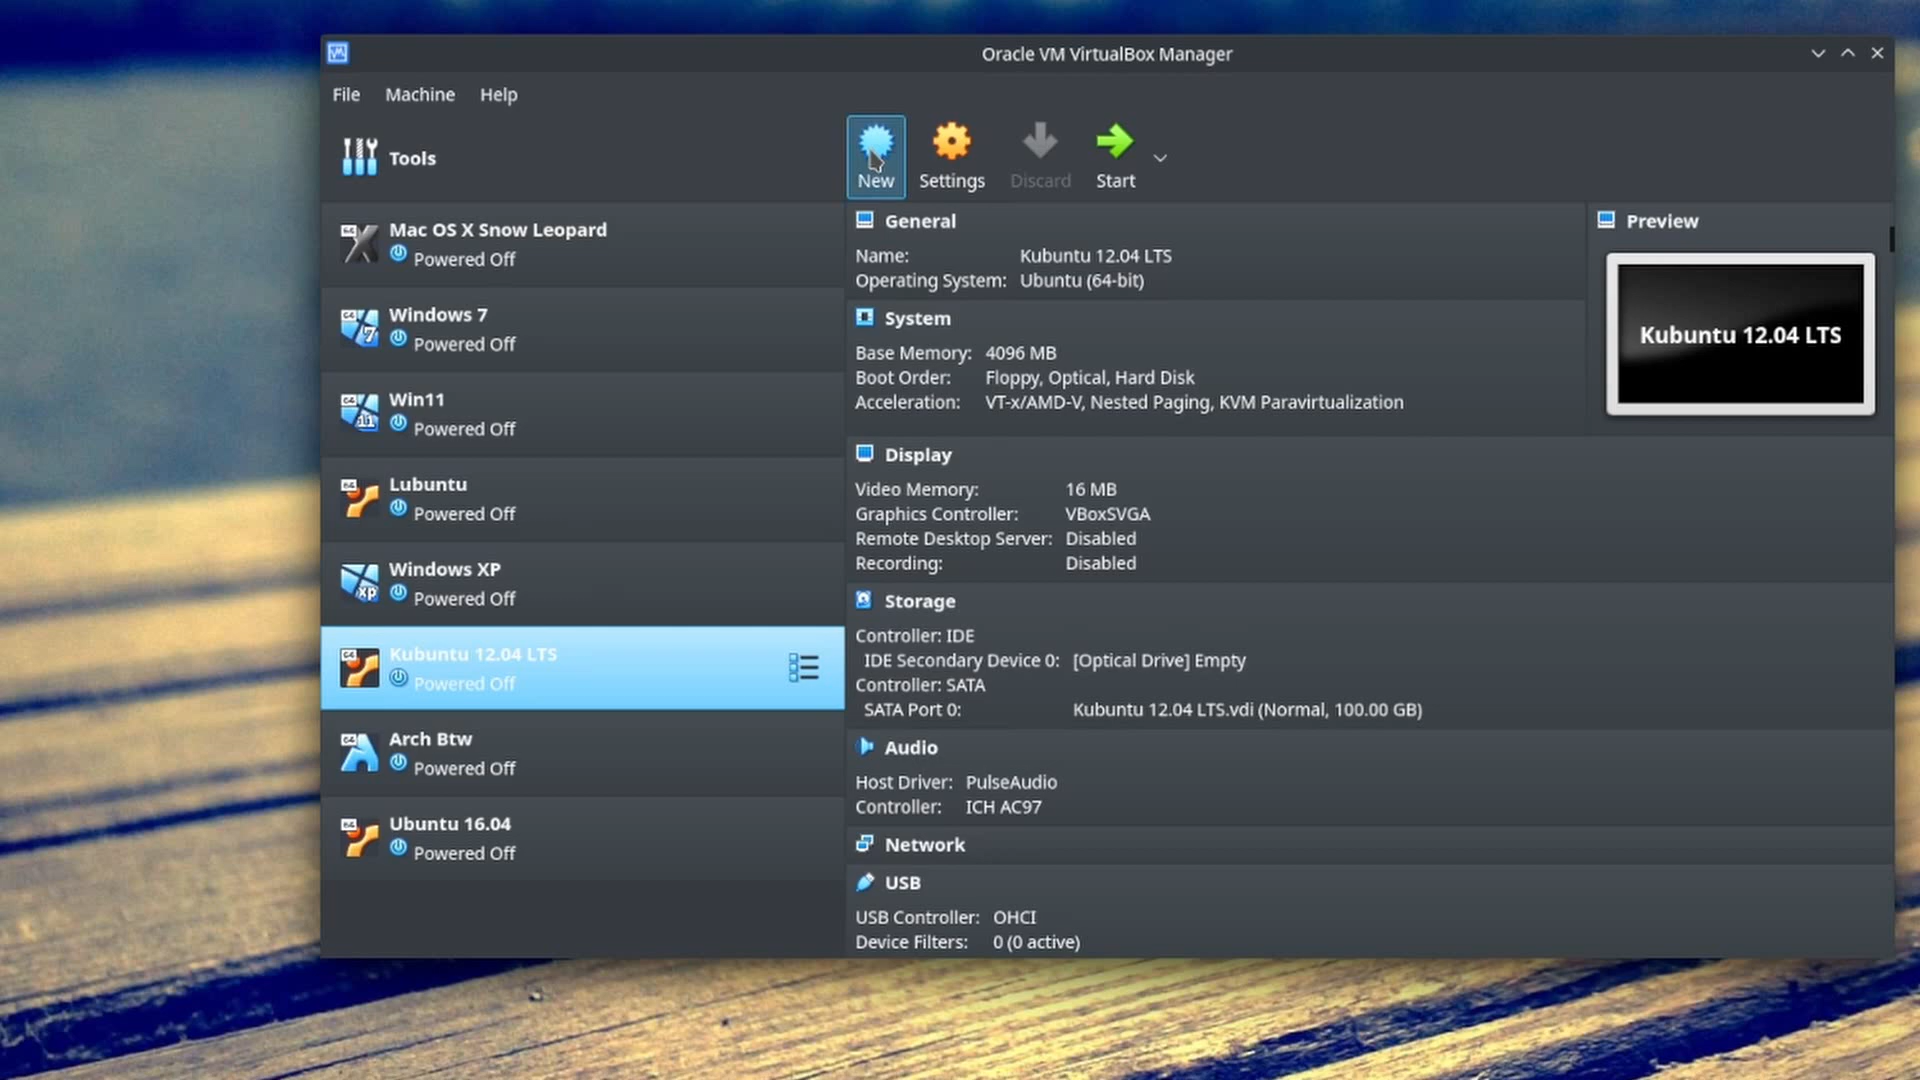 Oracle VM VirtualBox Manager
File Machine Help
Tools
New Settings Discard Start
Mac OS X Snow Leopard
Powered Off
Windows 7
Powered Off
Win11
Powered Off
Lubuntu
Powered Off
Windows XP
Powered Off
Kubuntu 12.04 LTS
Powered Off
Arch Btw
Powered Off
Ubuntu 16.04
Powered Off
General
Name: Kubuntu 12.04 LTS
Operating System: Ubuntu (64-bit)
System
Base Memory: 4096 MB
Boot Order: Floppy, Optical, Hard Disk
Acceleration: VT-x/AMD-V, Nested Paging, KVM Paravirtualization
Display
Video Memory: 16 MB
Graphics Controller: VBoxSVGA
Remote Desktop Server: Disabled
Recording: Disabled
Storage
Controller: IDE
IDE Secondary Device 0: [Optical Drive] Empty
Controller: SATA
SATA Port 0: Kubuntu 12.04 LTS.vdi (Normal, 100.00 GB)
Audio
Host Driver: PulseAudio
Controller: ICH AC97
Network
USB
USB Controller: OHCI
Device Filters: 0 (0 active)
Preview
Kubuntu 12.04 LTS